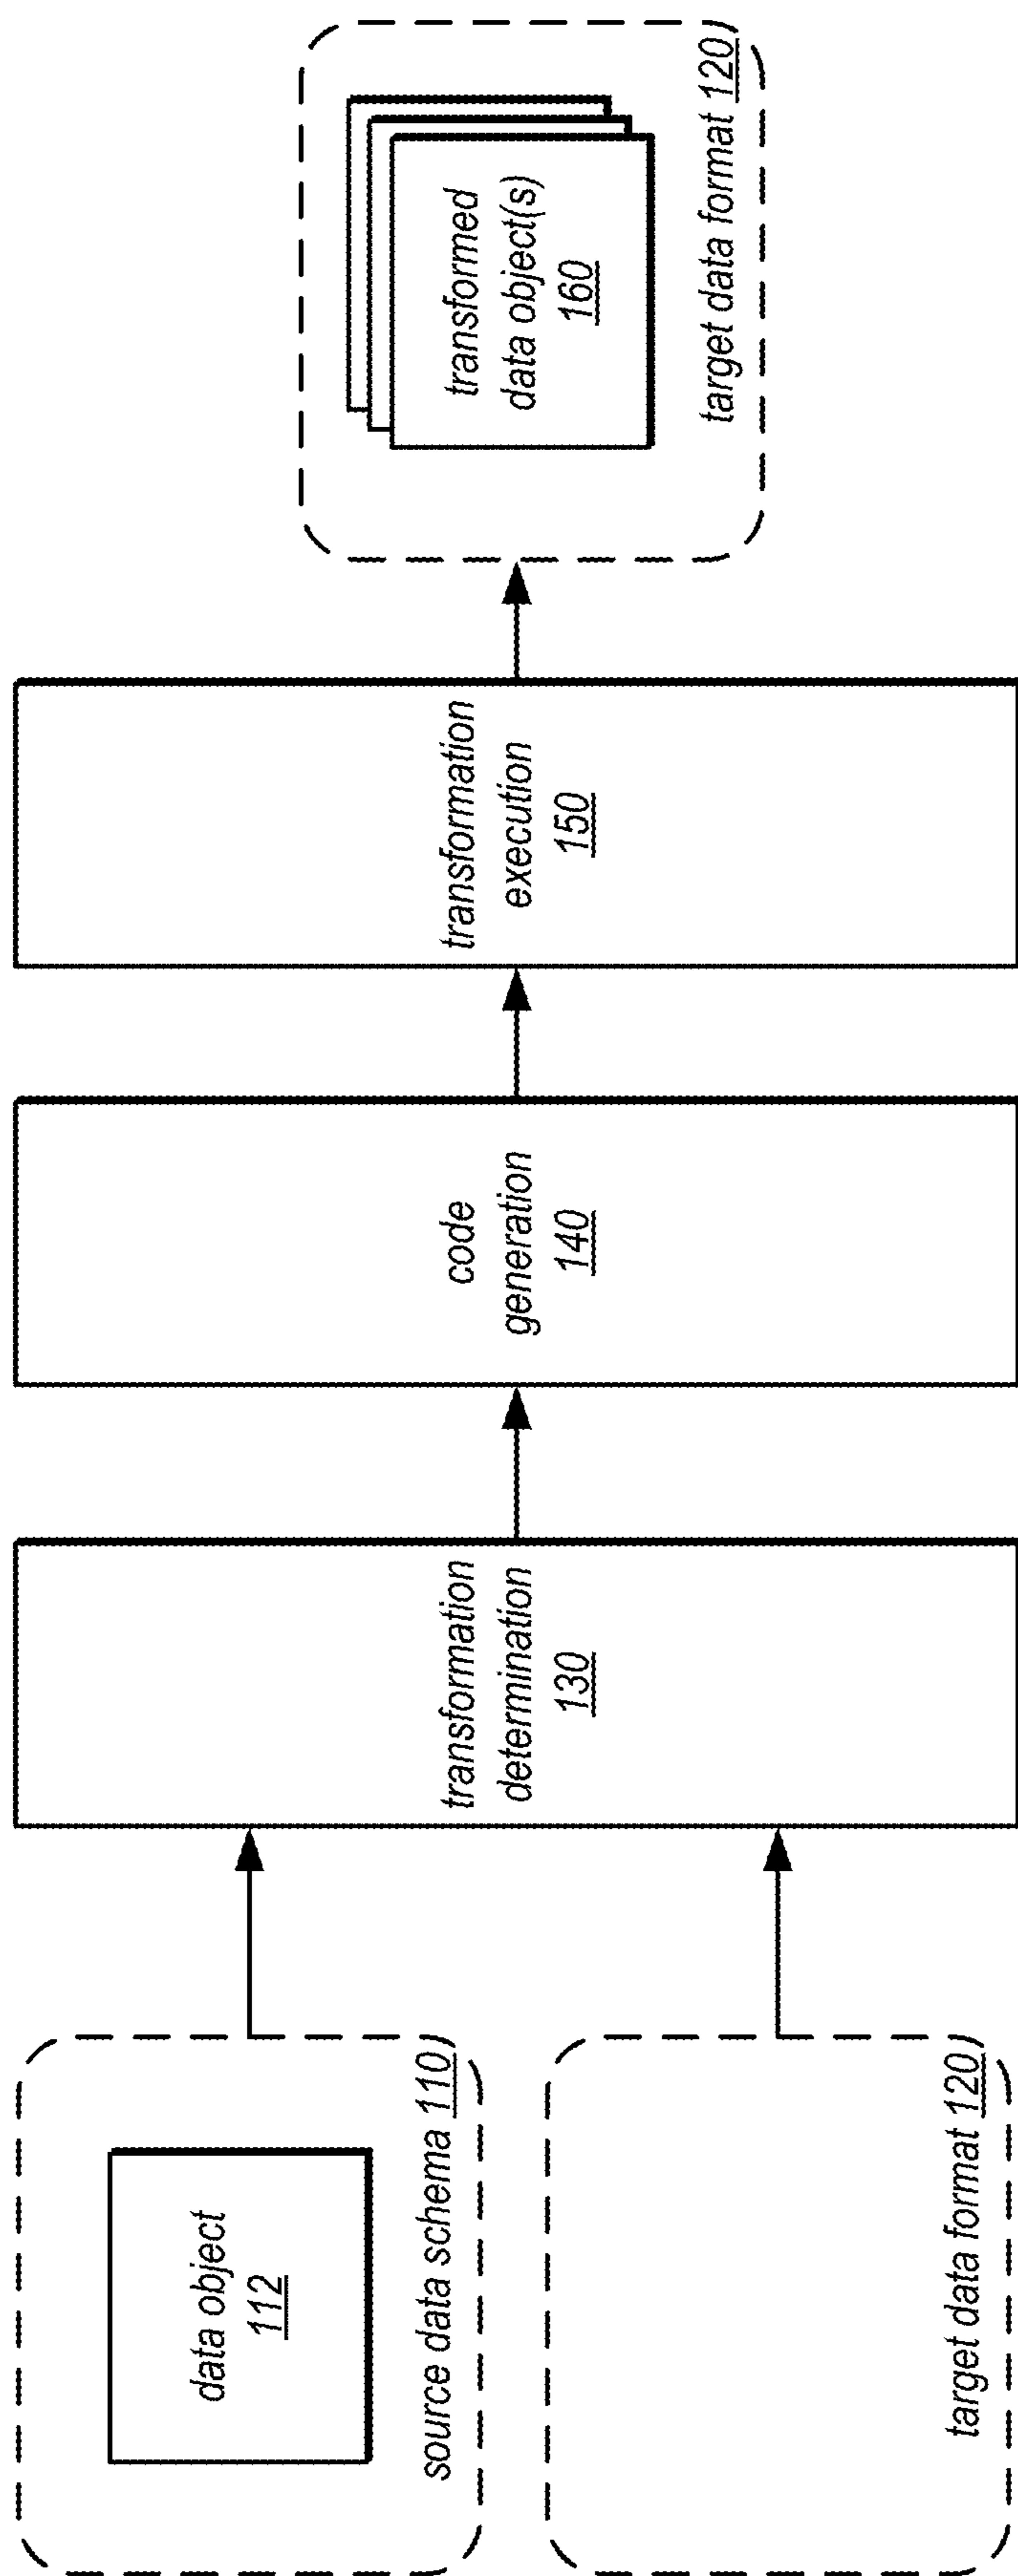 data object
112
source data schema 110
target data format 120
transformation
determination
130
code
generation
140
transformation
execution
150
transformed
data object(s)
160
target data format 120